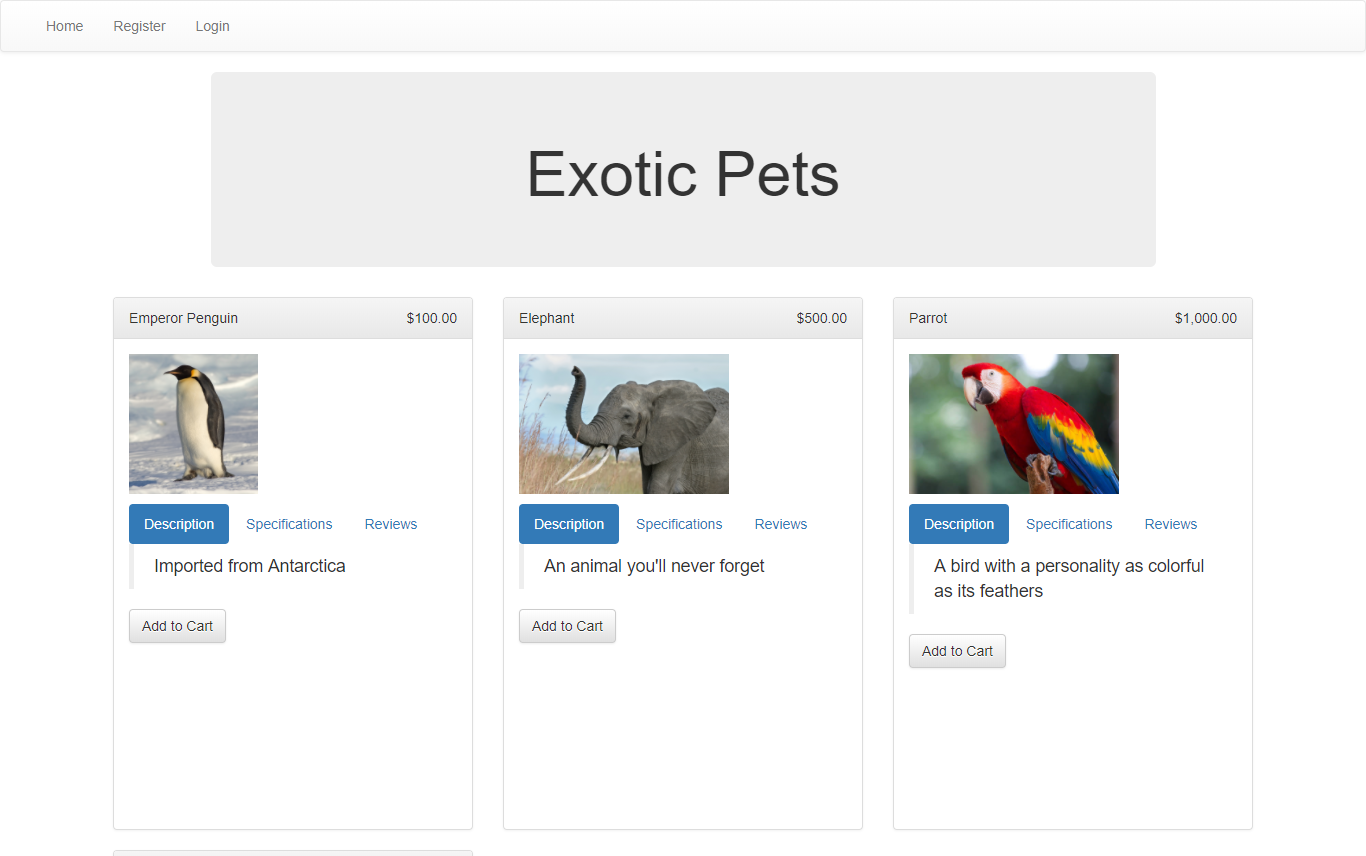 Home Register Login
Exotic Pets
Emperor Penguin $100.00
Description Specifications Reviews
Imported from Antarctica
Add to Cart
Elephant $500.00
Description Specifications Reviews
An animal you'll never forget
Add to Cart
Parrot $1,000.00
Description Specifications Reviews
A bird with a personality as colorful
as its feathers
Add to Cart